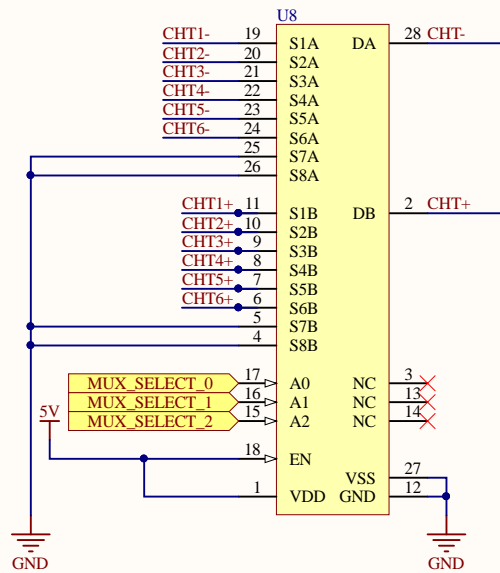 U8
CHT1- 19 S1A DA 28 CHT-
CHT2- 20 S2A
CHT3- 21 S3A
CHT4- 22 S4A
CHT5- 23 S5A
CHT6- 24 S6A
25 S7A
26 S8A
CHT1+ 11 S1B DB 2 CHT+
CHT2+ 10 S2B
CHT3+ 9 S3B
CHT4+ 8 S4B
CHT5+ 7 S5B
CHT6+ 6 S6B
5 S7B
4 S8B
MUX_SELECT_0 17 A0 NC 3
MUX_SELECT_1 16 A1 NC 13
MUX_SELECT_2 15 A2 NC 14
5V
18 EN
VSS 27
1 VDD GND 12
GND GND